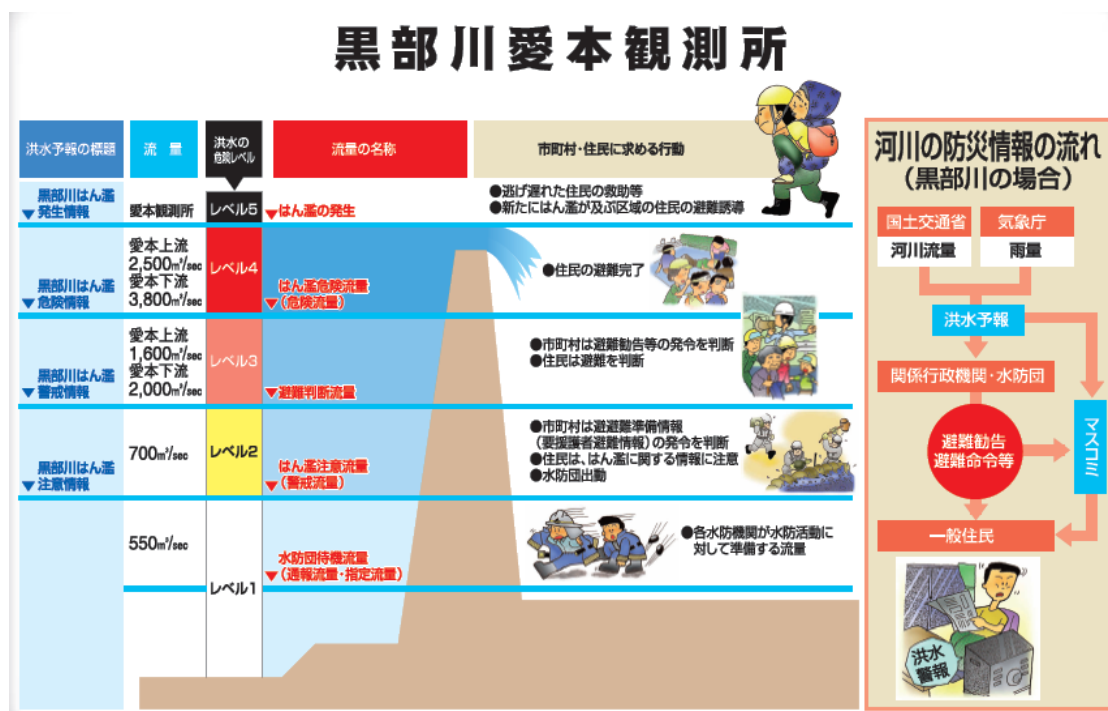 黒部川愛本観測所
洪水予報の標題
流量
洪水の
危険レベル
流量の名称
市町村・住民に求める行動
黒部川はん濫
▼発生情報
愛本観測所
レベル5
▼はん濫の発生
●逃げ遅れた住民の救助等
●新たにはん濫が及ぶ区域の住民の避難誘導
黒部川はん濫
▼危険情報
愛本上流
2,500m³/sec
愛本下流
3,800m³/sec
レベル4
はん濫危険流量
▼(危険流量)
●住民の避難完了
黒部川はん濫
▼警戒情報
愛本上流
1,600m³/sec
愛本下流
2,000m³/sec
レベル3
▼避難判断流量
●市町村は避難勧告等の発令を判断
●住民は避難を判断
黒部川はん濫
▼注意情報
700m³/sec
レベル2
はん濫注意流量
▼(警戒流量)
●市町村は避避難準備情報
(要援護者避難情報)の発令を判断
●住民は、はん濫に関する情報に注意
●水防団出動
550m³/sec
レベル1
水防団待機流量
▼(通報流量・指定流量)
●各水防機関が水防活動に
対して準備する流量
河川の防災情報の流れ
(黒部川の場合)
国土交通省
河川流量
気象庁
雨量
洪水予報
関係行政機関・水防団
避難勧告
避難命令等
マスコミ
一般住民
洪水
警報